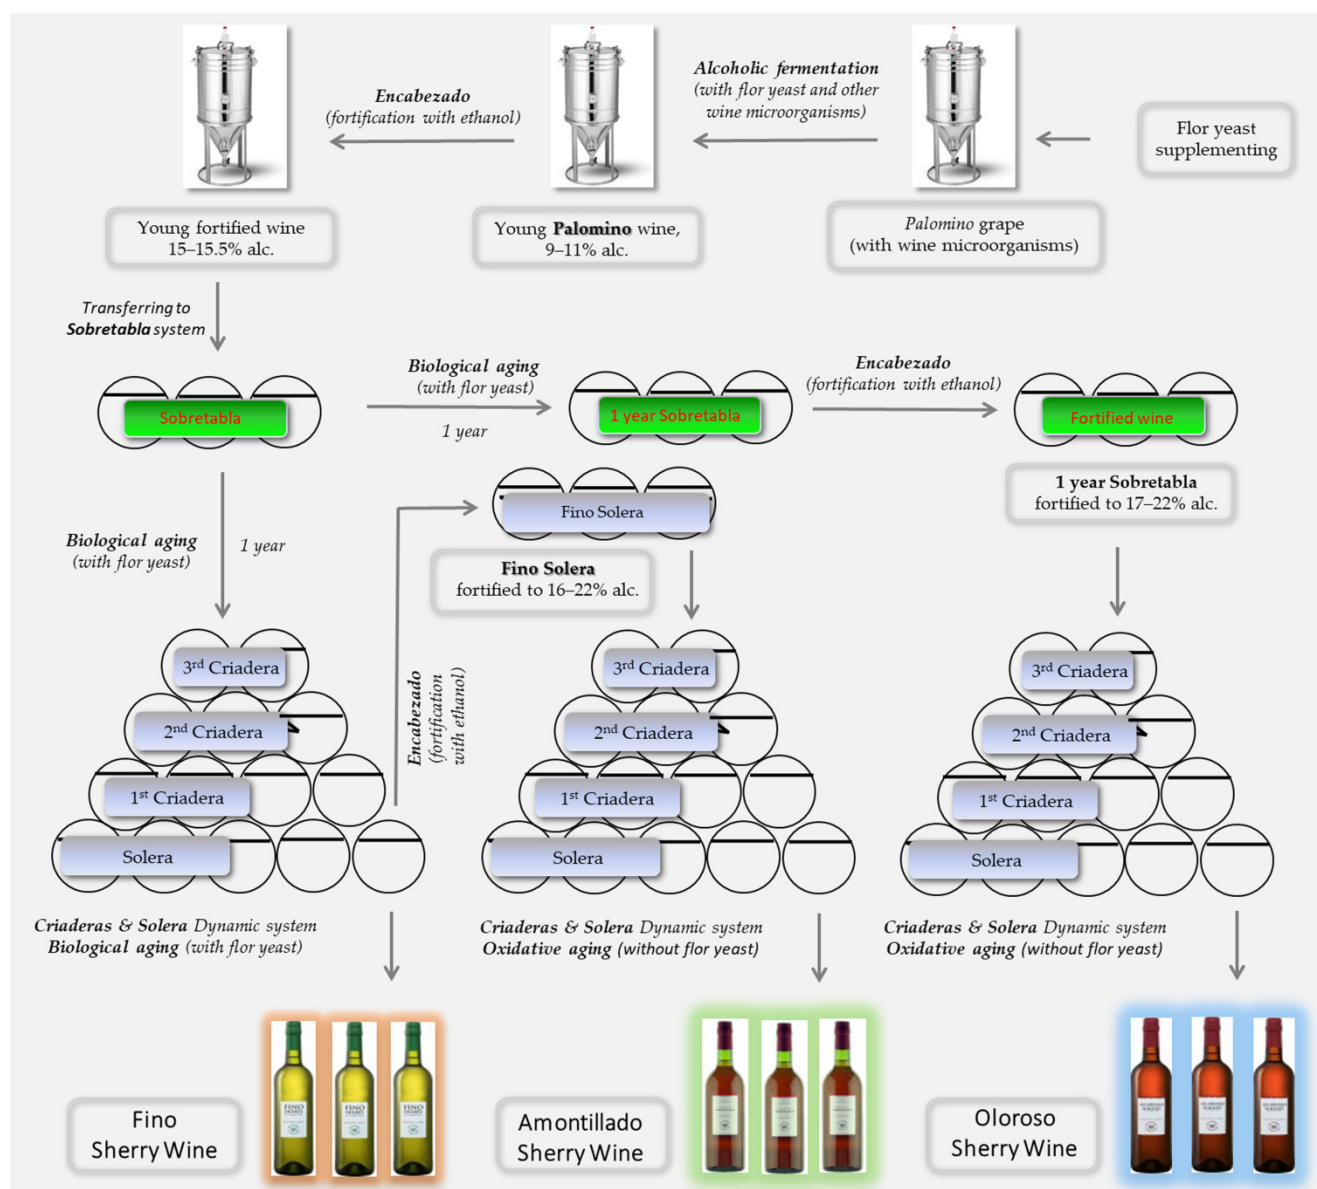 Alcoholic fermentation
(with flor yeast and other
wine microorganisms)
Encabezado
(fortification with ethanol)
Flor yeast
supplementing
Young fortified wine
15–15.5% alc.
Young Palomino wine,
9–11% alc.
Palomino grape
(with wine microorganisms)
Transferring to
Sobretabla system
Biological aging
(with flor yeast)
1 year
Encabezado
(fortification with ethanol)
Sobretabla
1 year Sobretabla
Fortified wine
1 year Sobretabla
fortified to 17–22% alc.
Fino Solera
Biological aging
(with flor yeast)
1 year
Fino Solera
fortified to 16–22% alc.
Encabezado
(fortification
with ethanol)
3rd Criadera
2nd Criadera
1st Criadera
Solera
3rd Criadera
2nd Criadera
1st Criadera
Solera
3rd Criadera
2nd Criadera
1st Criadera
Solera
Criaderas & Solera Dynamic system
Biological aging (with flor yeast)
Criaderas & Solera Dynamic system
Oxidative aging (without flor yeast)
Criaderas & Solera Dynamic system
Oxidative aging (without flor yeast)
Fino
Sherry Wine
FINO
FINO
FINO
Amontillado
Sherry Wine
Oloroso
Sherry Wine